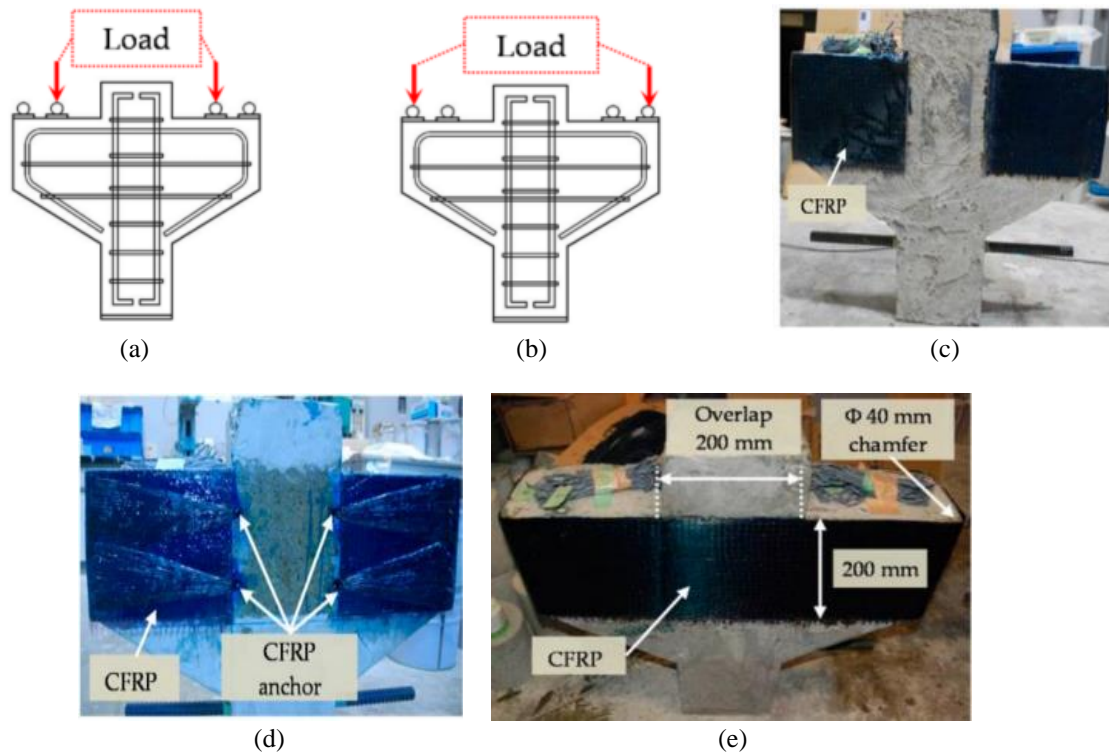 Load
Load
CFRP
(a)
(b)
(c)
Overlap
200 mm
Φ 40 mm
chamfer
200 mm
CFRP
CFRP
anchor
CFRP
(d)
(e)